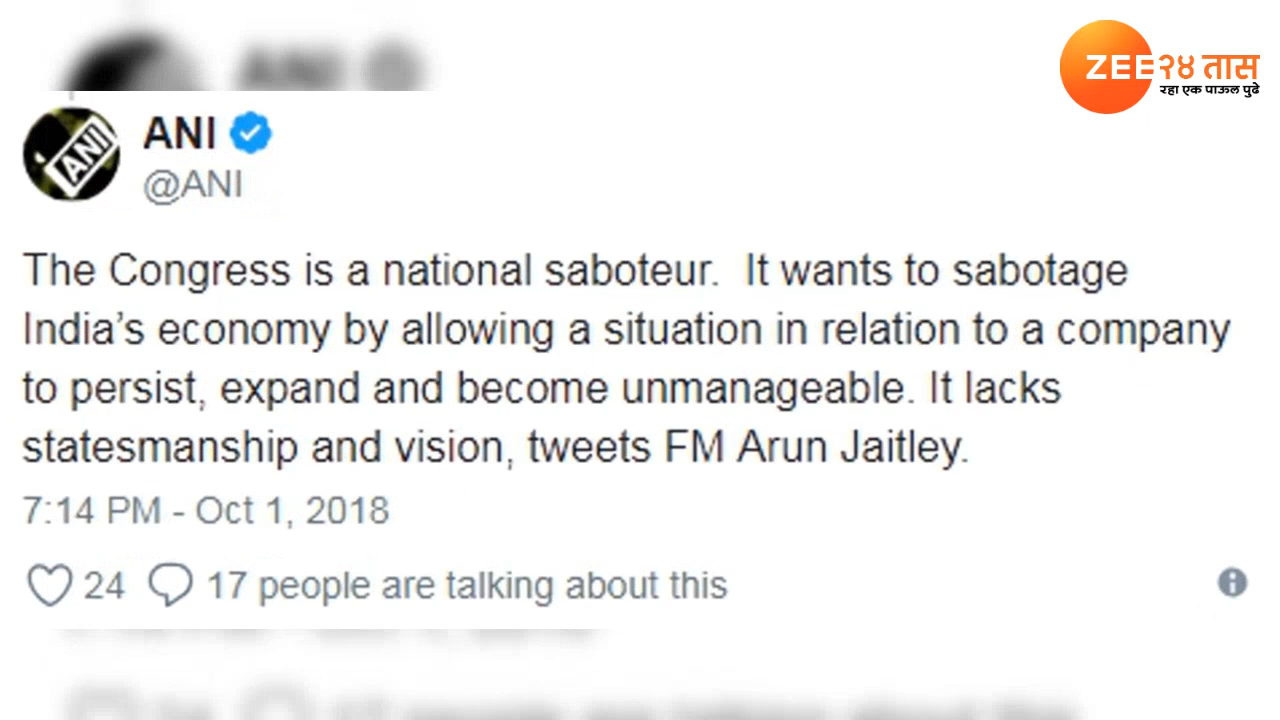 ZEE२४ तास
रहा एक पाऊल पुढे
ANI
ANI
@ANI
The Congress is a national saboteur. It wants to sabotage
India’s economy by allowing a situation in relation to a company
to persist, expand and become unmanageable. It lacks
statesmanship and vision, tweets FM Arun Jaitley.
7:14 PM - Oct 1, 2018
24 17 people are talking about this